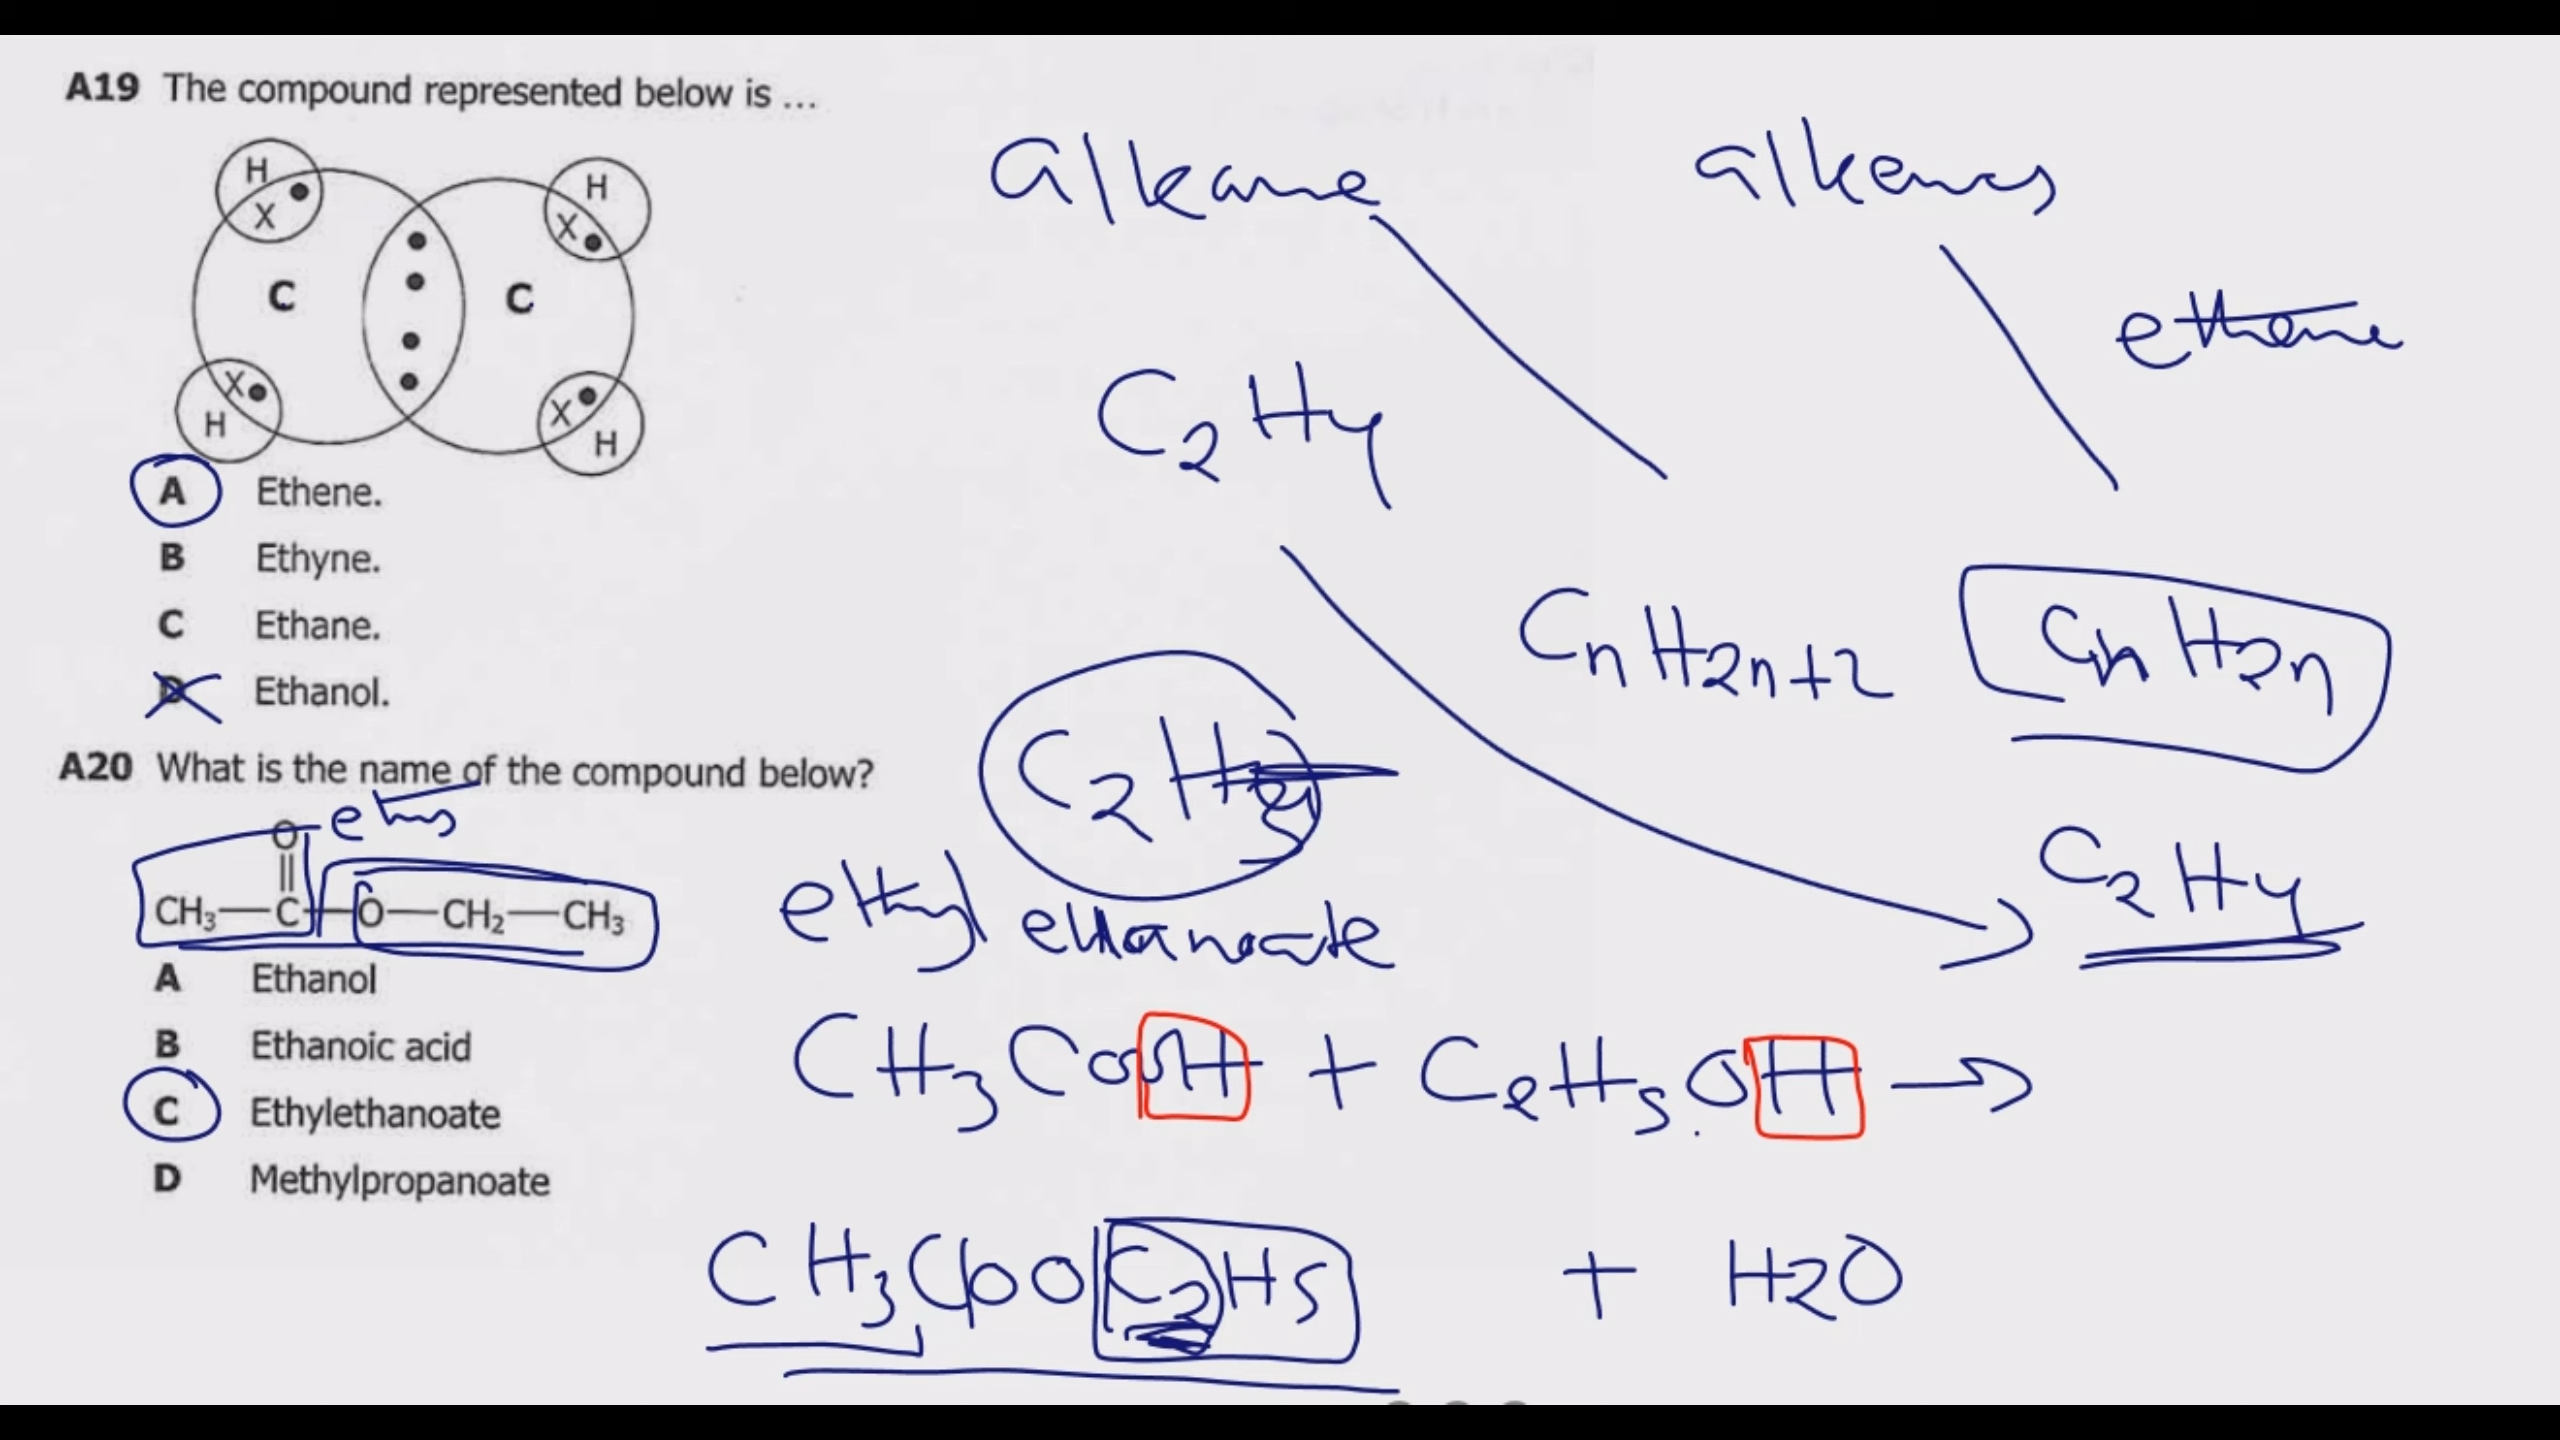 A19 The compound represented below is ...
H H
X X
C C
X X
H H
A Ethene.
B Ethyne.
C Ethane.
D Ethanol.
A20 What is the name of the compound below?
O
||
CH₃—C—O—CH₂—CH₃
A Ethanol
B Ethanoic acid
C Ethylethanoate
D Methylpropanoate
alkane alkenes
ethene
C₂H₄
CₙH₂ₙ₊₂ CₙH₂ₙ
C₂H
C₂H₄
ethyl ethanoate
CH₃COOH + C₂H₅OH →
CH₃COOC₂H₅ + H₂O